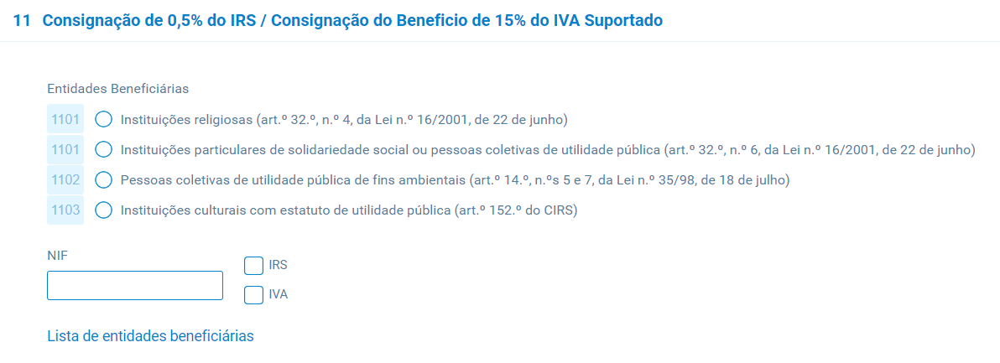 11 Consignação de 0,5% do IRS / Consignação do Beneficio de 15% do IVA Suportado
Entidades Beneficiárias
1101 Instituições religiosas (art.º 32.º, n.º 4, da Lei n.º 16/2001, de 22 de junho)
1101 Instituições particulares de solidariedade social ou pessoas coletivas de utilidade pública (art.º 32.º, n.º 6, da Lei n.º 16/2001, de 22 de junho)
1102 Pessoas coletivas de utilidade pública de fins ambientais (art.º 14.º, n.ºs 5 e 7, da Lei n.º 35/98, de 18 de julho)
1103 Instituições culturais com estatuto de utilidade pública (art.º 152.º do CIRS)
NIF
IRS
IVA
Lista de entidades beneficiárias